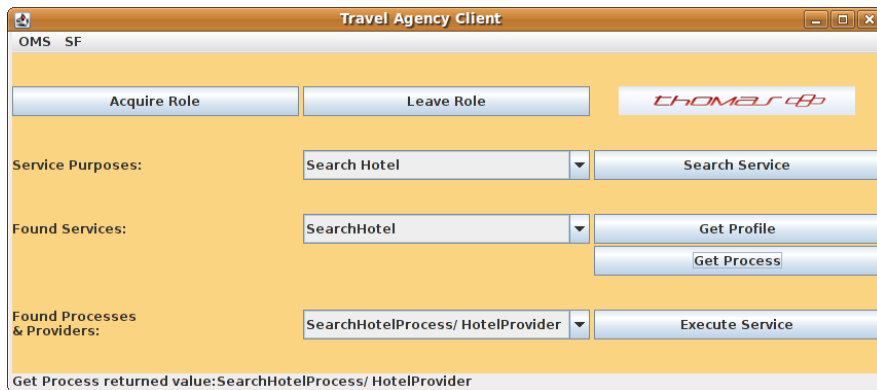 Travel Agency Client
OMS SF
Acquire Role Leave Role thomas
Service Purposes: Search Hotel Search Service
Found Services: SearchHotel Get Profile
Get Process
Found Processes
& Providers: SearchHotelProcess/ HotelProvider Execute Service
Get Process returned value:SearchHotelProcess/ HotelProvider